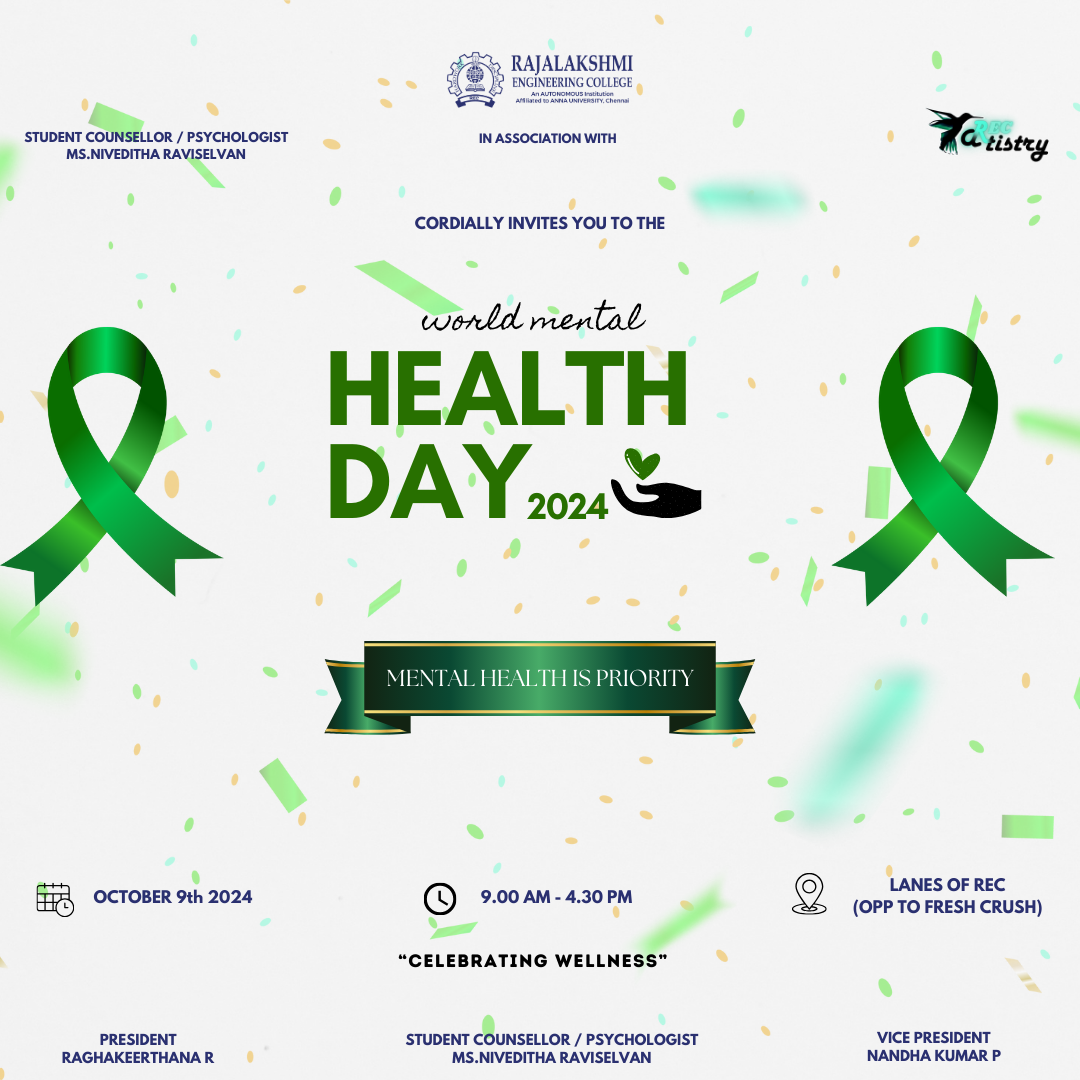 RAJALAKSHMI
ENGINEERING COLLEGE
An AUTONOMOUS Institution
Affiliated to ANNA UNIVERSITY, Chennai
STUDENT COUNSELLOR / PSYCHOLOGIST
MS.NIVEDITHA RAVISELVAN
IN ASSOCIATION WITH
REC
artistry
CORDIALLY INVITES YOU TO THE
world mental
HEALTH
DAY 2024
MENTAL HEALTH IS PRIORITY
OCTOBER 9th 2024
9.00 AM - 4.30 PM
LANES OF REC
(OPP TO FRESH CRUSH)
“CELEBRATING WELLNESS”
PRESIDENT
RAGHAKEERTHANA R
STUDENT COUNSELLOR / PSYCHOLOGIST
MS.NIVEDITHA RAVISELVAN
VICE PRESIDENT
NANDHA KUMAR P